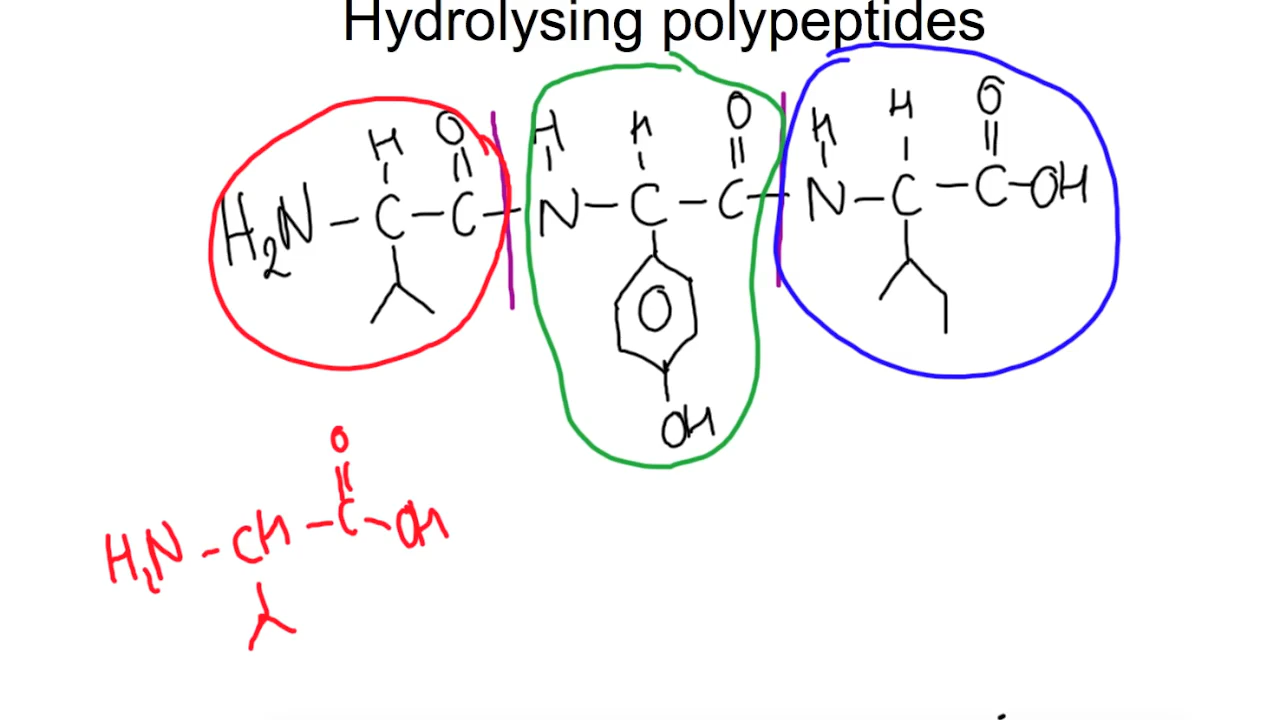 Hydrolysing polypeptides
H O H H O H H O
H₂N - C - C - N - C - C - N - C - C - OH
OH
O
H₂N - CH - C - OH